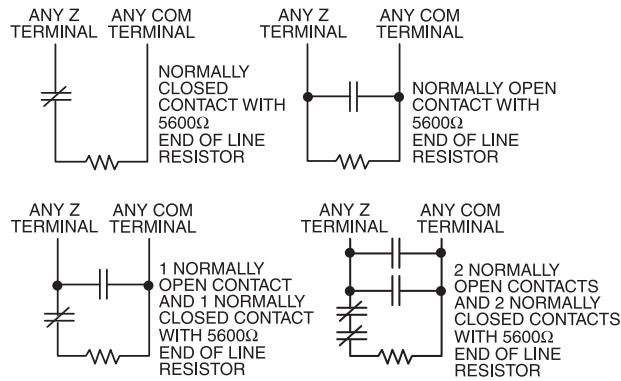 ANY Z TERMINAL
ANY COM TERMINAL
NORMALLY
CLOSED
CONTACT WITH
5600Ω
END OF LINE
RESISTOR
ANY Z TERMINAL
ANY COM TERMINAL
NORMALLY OPEN
CONTACT WITH
5600Ω
END OF LINE
RESISTOR
ANY Z TERMINAL
ANY COM TERMINAL
1 NORMALLY
OPEN CONTACT
AND 1 NORMALLY
CLOSED CONTACT
WITH 5600Ω
END OF LINE
RESISTOR
ANY Z TERMINAL
ANY COM TERMINAL
2 NORMALLY
OPEN CONTACTS
AND 2 NORMALLY
CLOSED CONTACTS
WITH 5600Ω
END OF LINE
RESISTOR